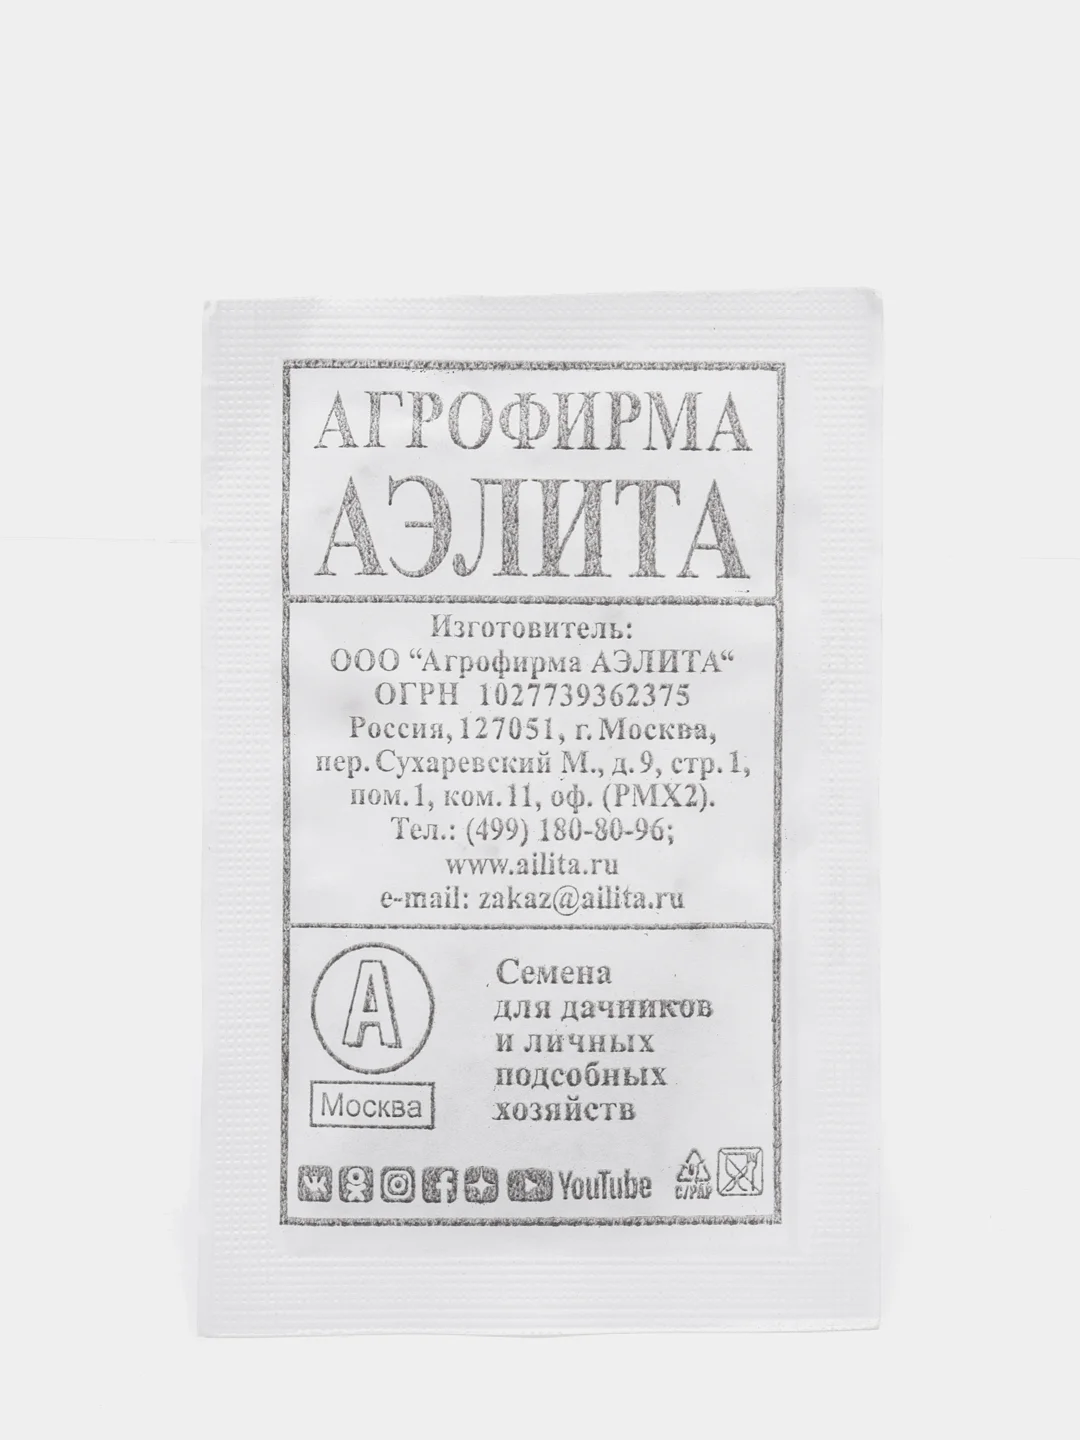 АГРОФИРМА
АЭЛИТА
Изготовитель:
ООО “Агрофирма АЭЛИТА“
ОГРН 1027739362375
Россия, 127051, г. Москва,
пер. Сухаревский М., д. 9, стр. 1,
пом. 1, ком. 11, оф. (РМХ2).
Тел.: (499) 180-80-96;
www.ailita.ru
e-mail: zakaz@ailita.ru
А
Москва
Семена
для дачников
и личных
подсобных
хозяйств
YouTube
C/PAP